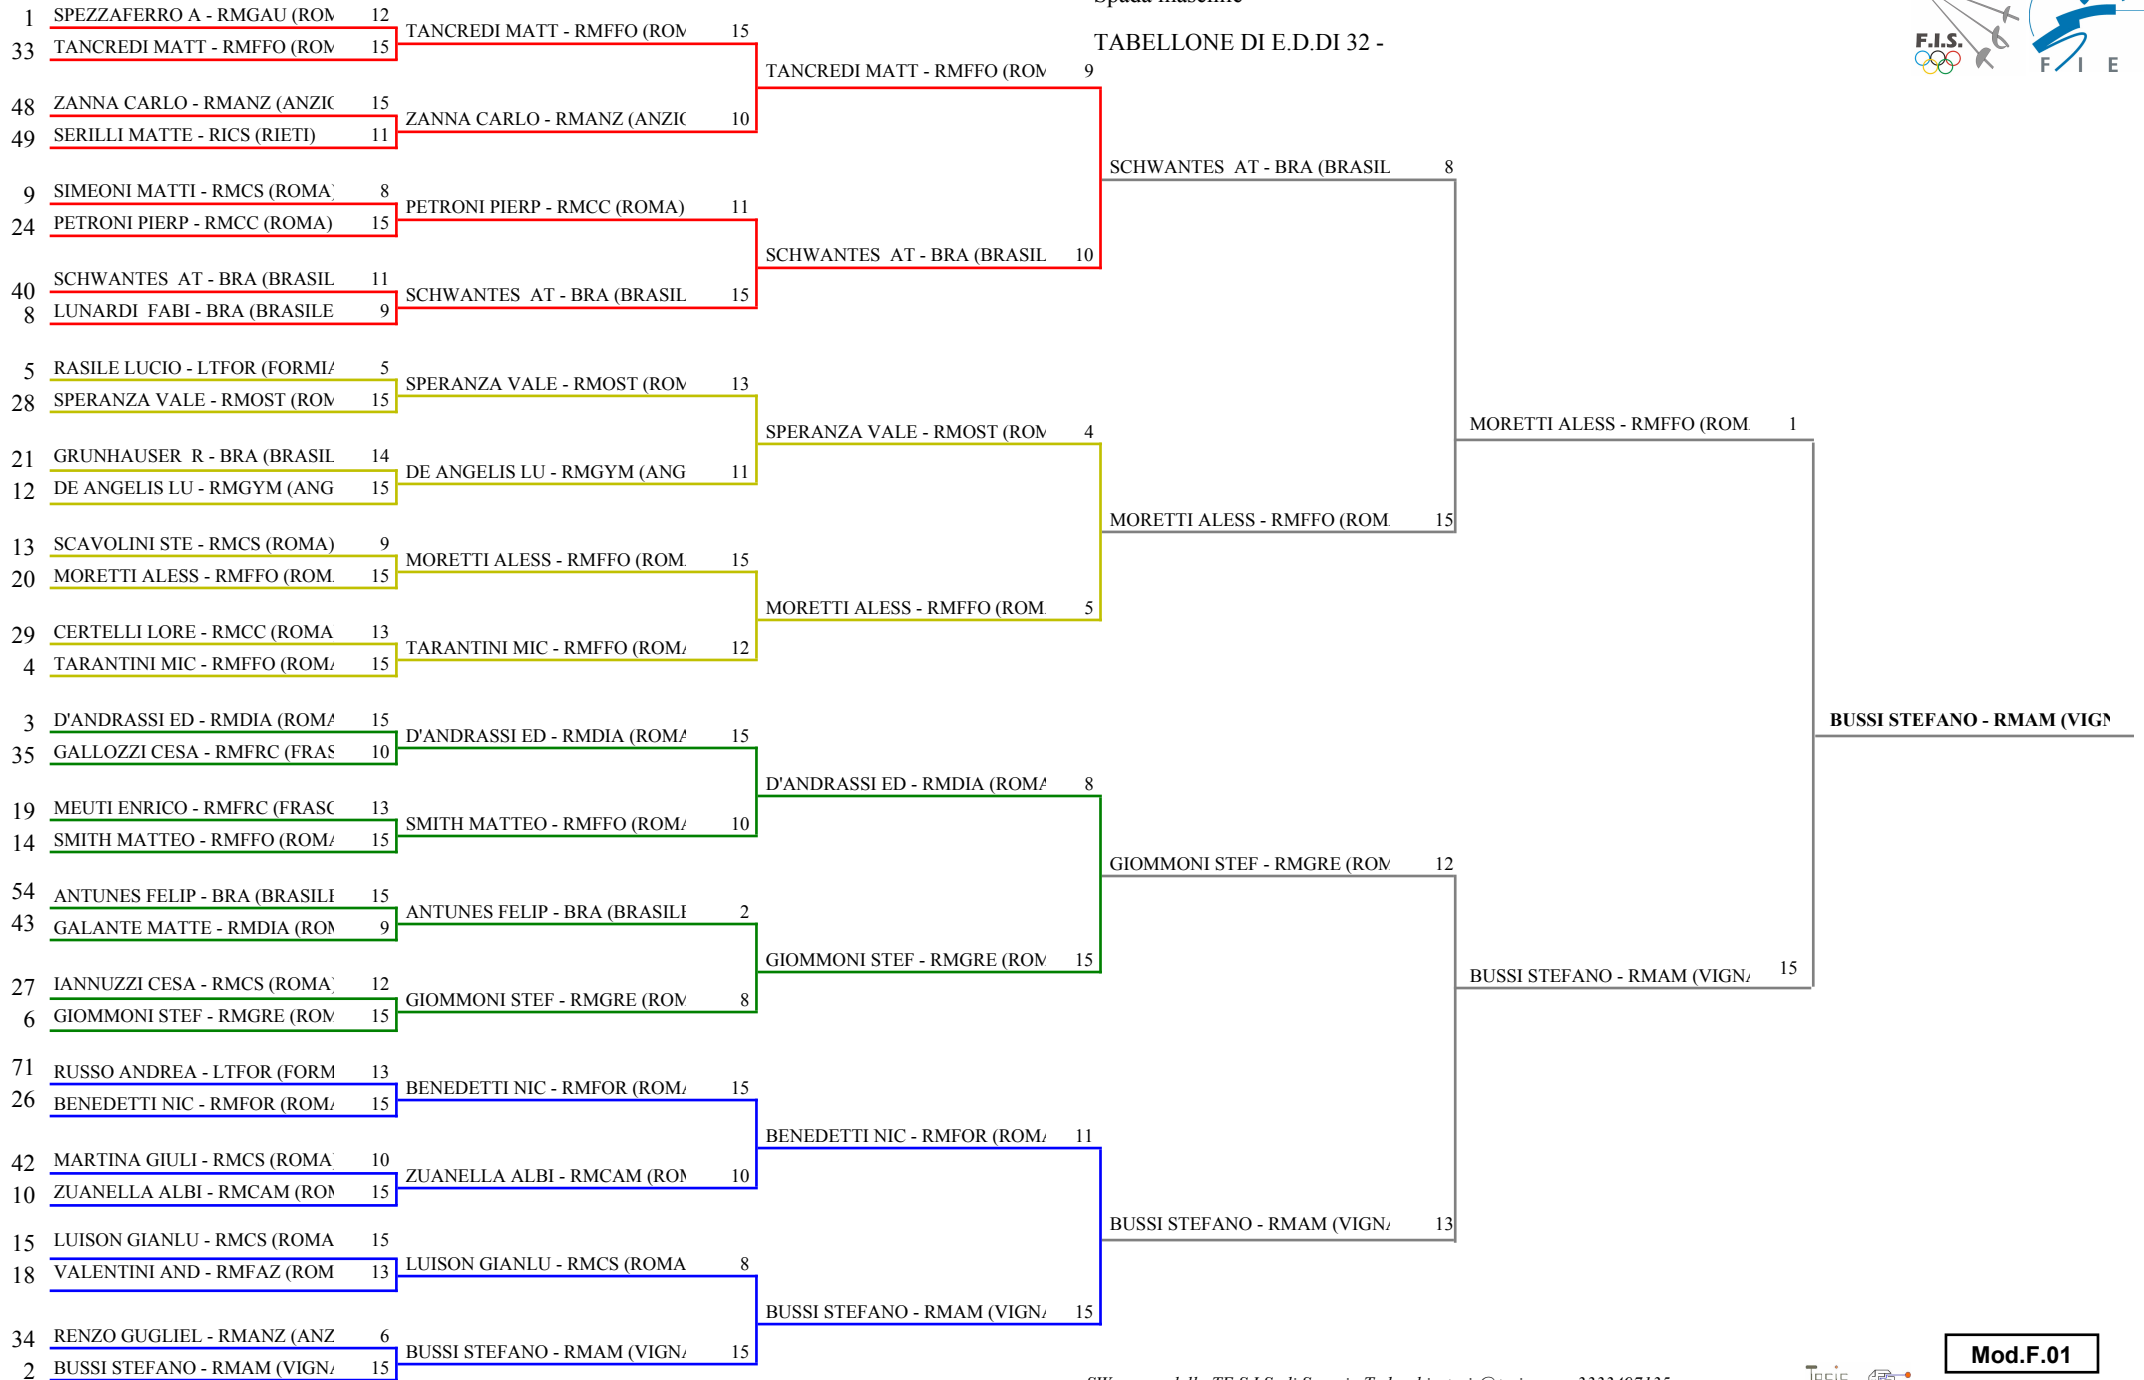 TABELLONE DI E.D.DI 32 -
F.I.S.
F I E
1 SPEZZAFERRO A - RMGAU (ROM 12
33 TANCREDI MATT - RMFFO (ROM 15
48 ZANNA CARLO - RMANZ (ANZIO 15
49 SERILLI MATTE - RICS (RIETI) 11
9 SIMEONI MATTI - RMCS (ROMA) 8
24 PETRONI PIERP - RMCC (ROMA) 15
40 SCHWANTES AT - BRA (BRASIL 11
8 LUNARDI FABI - BRA (BRASILE 9
5 RASILE LUCIO - LTFOR (FORMIA 5
28 SPERANZA VALE - RMOST (ROM 15
21 GRUNHAUSER R - BRA (BRASIL 14
12 DE ANGELIS LU - RMGYM (ANG 15
13 SCAVOLINI STE - RMCS (ROMA) 9
20 MORETTI ALESS - RMFFO (ROM 15
29 CERTELLI LORE - RMCC (ROMA 13
4 TARANTINI MIC - RMFFO (ROMA 15
3 D'ANDRASSI ED - RMDIA (ROMA 15
35 GALLOZZI CESA - RMFRC (FRAS 10
19 MEUTI ENRICO - RMFRC (FRASC 13
14 SMITH MATTEO - RMFFO (ROMA 15
54 ANTUNES FELIP - BRA (BRASILE 15
43 GALANTE MATTE - RMDIA (ROM 9
27 IANNUZZI CESA - RMCS (ROMA) 12
6 GIOMMONI STEF - RMGRE (ROM 15
71 RUSSO ANDREA - LTFOR (FORM 13
26 BENEDETTI NIC - RMFOR (ROMA 15
42 MARTINA GIULI - RMCS (ROMA) 10
10 ZUANELLA ALBI - RMCAM (ROM 15
15 LUISON GIANLU - RMCS (ROMA 15
18 VALENTINI AND - RMFAZ (ROM 13
34 RENZO GUGLIEL - RMANZ (ANZ 6
2 BUSSI STEFANO - RMAM (VIGNA 15
TANCREDI MATT - RMFFO (ROM 15
ZANNA CARLO - RMANZ (ANZIO 10
PETRONI PIERP - RMCC (ROMA) 11
SCHWANTES AT - BRA (BRASIL 15
SPERANZA VALE - RMOST (ROM 13
DE ANGELIS LU - RMGYM (ANG 11
MORETTI ALESS - RMFFO (ROM 15
TARANTINI MIC - RMFFO (ROMA 12
D'ANDRASSI ED - RMDIA (ROMA 15
SMITH MATTEO - RMFFO (ROMA 10
ANTUNES FELIP - BRA (BRASILE 2
GIOMMONI STEF - RMGRE (ROM 8
BENEDETTI NIC - RMFOR (ROMA 15
ZUANELLA ALBI - RMCAM (ROM 10
LUISON GIANLU - RMCS (ROMA 8
BUSSI STEFANO - RMAM (VIGNA 15
TANCREDI MATT - RMFFO (ROM 9
SCHWANTES AT - BRA (BRASIL 10
SPERANZA VALE - RMOST (ROM 4
MORETTI ALESS - RMFFO (ROM 5
D'ANDRASSI ED - RMDIA (ROMA 8
GIOMMONI STEF - RMGRE (ROM 15
BENEDETTI NIC - RMFOR (ROMA 11
BUSSI STEFANO - RMAM (VIGNA 15
SCHWANTES AT - BRA (BRASIL 8
MORETTI ALESS - RMFFO (ROM 15
GIOMMONI STEF - RMGRE (ROM 12
BUSSI STEFANO - RMAM (VIGNA 13
MORETTI ALESS - RMFFO (ROM 1
BUSSI STEFANO - RMAM (VIGNA 15
BUSSI STEFANO - RMAM (VIGN
Mod.F.01